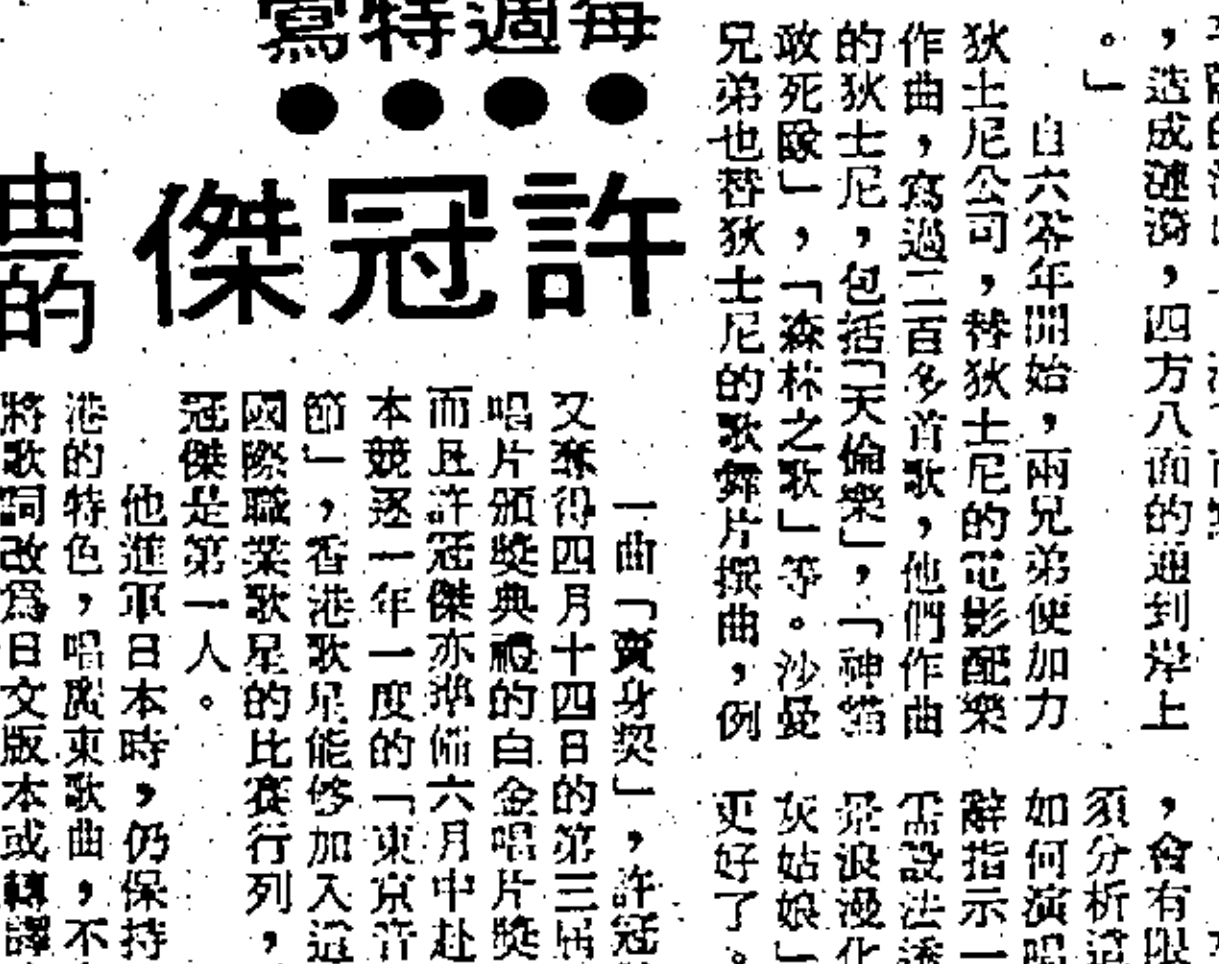 ，造成漣漪，四方八面的通到岸上
。」
自六零年開始，兩兄弟便加力
狄士尼公司，替狄士尼的電影配樂
作曲，寫過二百多首歌，他們作曲
的狄士尼，包括「天倫樂」，「神貓
敢死隊」，「森林之歌」等。沙曼
兄弟也替狄士尼的歌舞片撰曲，例
，會有限
須分析這
如何演唱
辭指示一
需設法透
是浪漫化
灰姑娘」
更好了。
每週特寫
許冠傑
由的
一曲「賣身契」，許冠
又奪得四月十四日的第三屆
唱片頒獎典禮的白金唱片獎
而且許冠傑亦準備六月中赴
本競逐一年一度的「東京音
節」，香港歌星能够加入這
國際職業歌星的比賽行列，
冠傑是第一人。
他進軍日本時，仍保持
港的特色，唱廣東歌曲，不
將歌詞改爲日文版本或轉譯